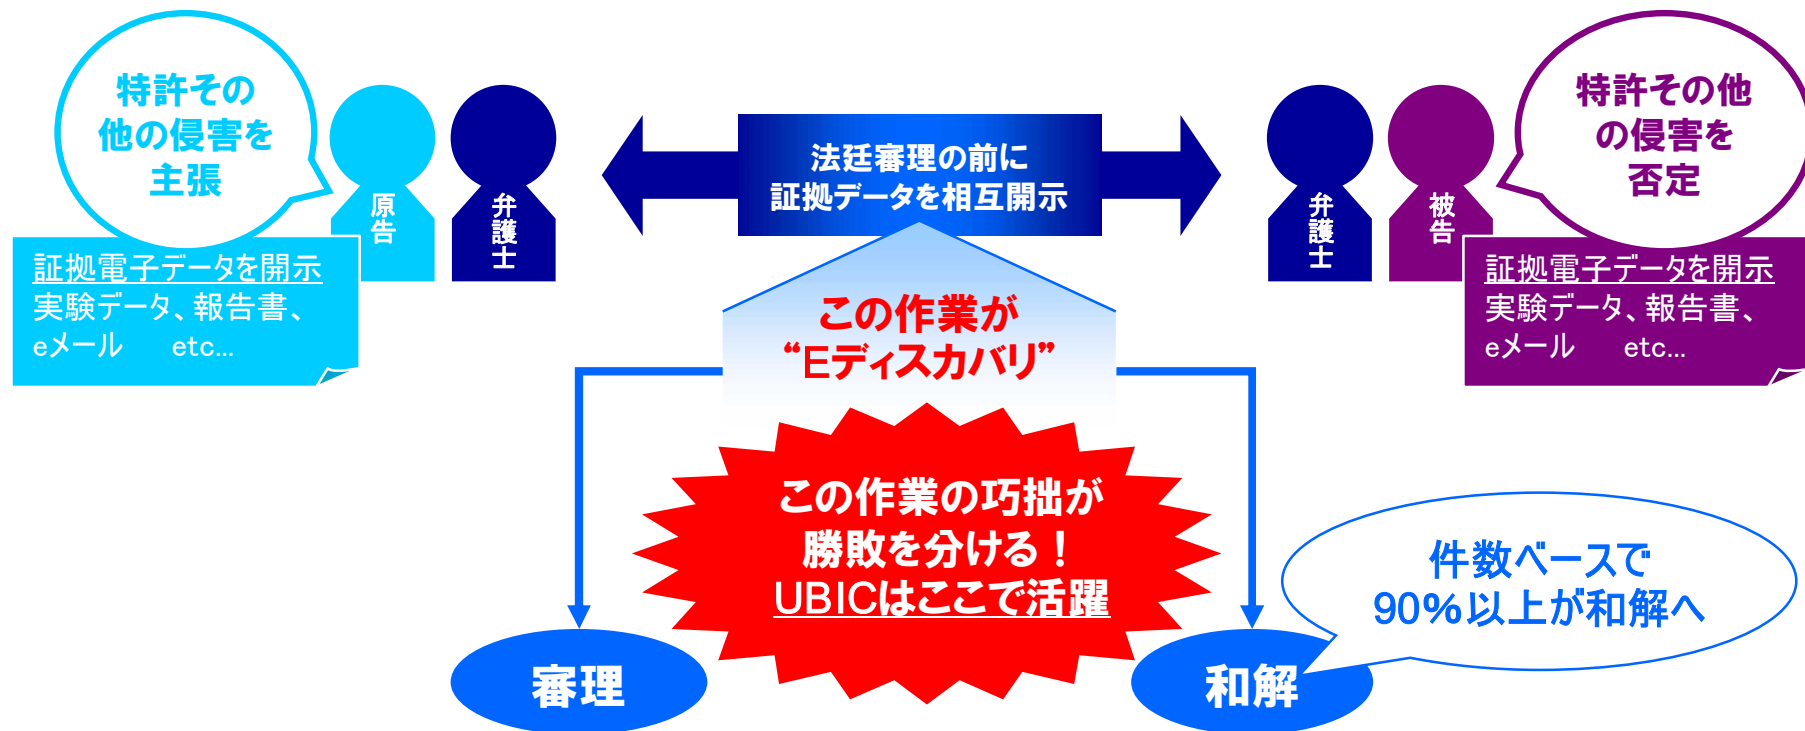 特許その
他の侵害を
主張
原告
弁護士
法廷審理の前に
証拠データを相互開示
弁護士
被告
特許その他
の侵害を
否定
証拠電子データを開示
実験データ、報告書、
eメール etc...
この作業が
“Eディスカバリ”
証拠電子データを開示
実験データ、報告書、
eメール etc...
この作業の巧拙が
勝敗を分ける！
UBICはここで活躍
件数ベースで
90%以上が和解へ
審理
和解